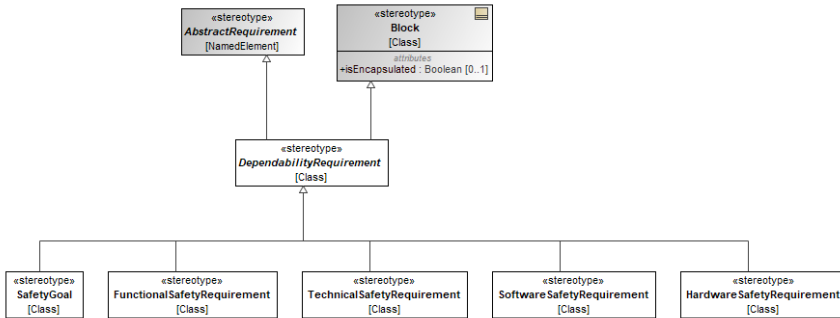 «stereotype»
AbstractRequirement
[NamedElement]
«stereotype»
Block
[Class]
attributes
+isEncapsulated : Boolean [0..1]
«stereotype»
DependabilityRequirement
[Class]
«stereotype»
SafetyGoal
[Class]
«stereotype»
FunctionalSafetyRequirement
[Class]
«stereotype»
TechnicalSafetyRequirement
[Class]
«stereotype»
SoftwareSafetyRequirement
[Class]
«stereotype»
HardwareSafetyRequirement
[Class]